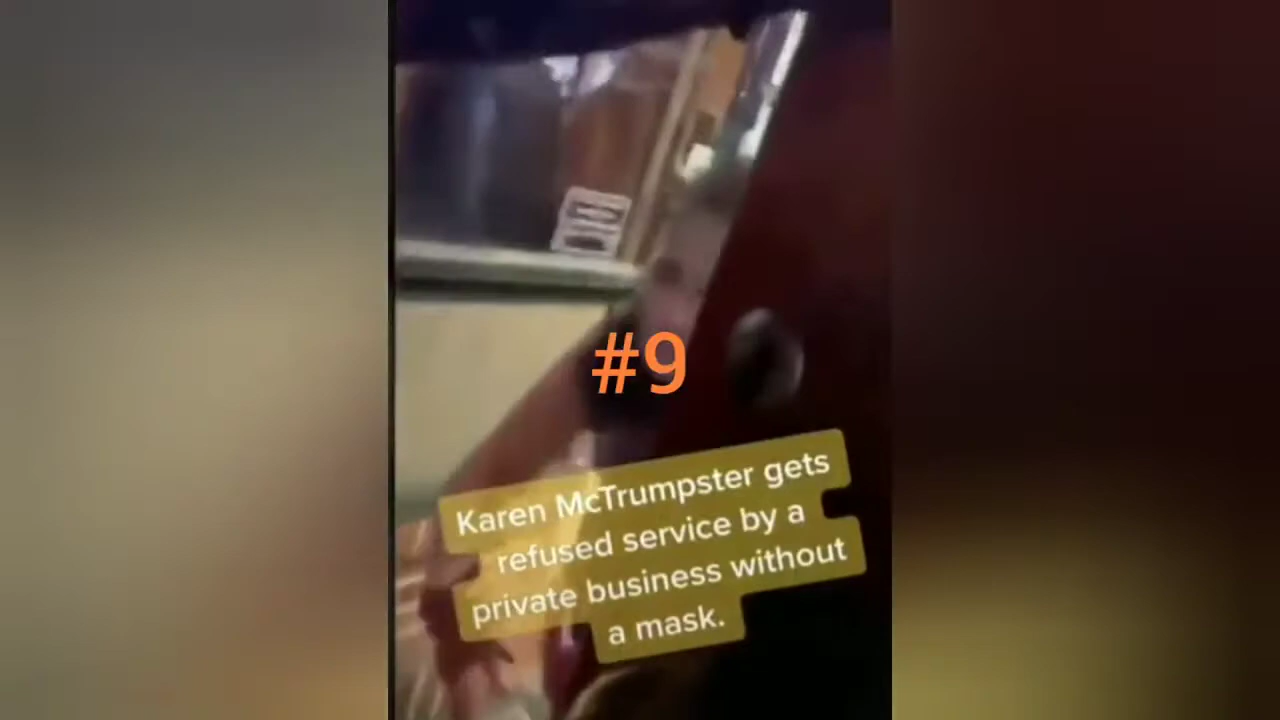 #9
Karen McTrumpster gets
refused service by a
private business without
a mask.